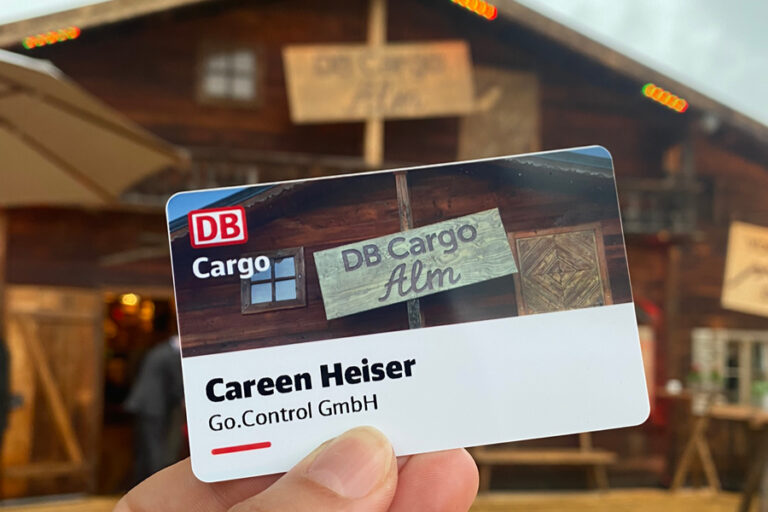 DB Cargo
Alm
DB
Cargo
DB Cargo
Alm
Careen Heiser
Go.Control GmbH